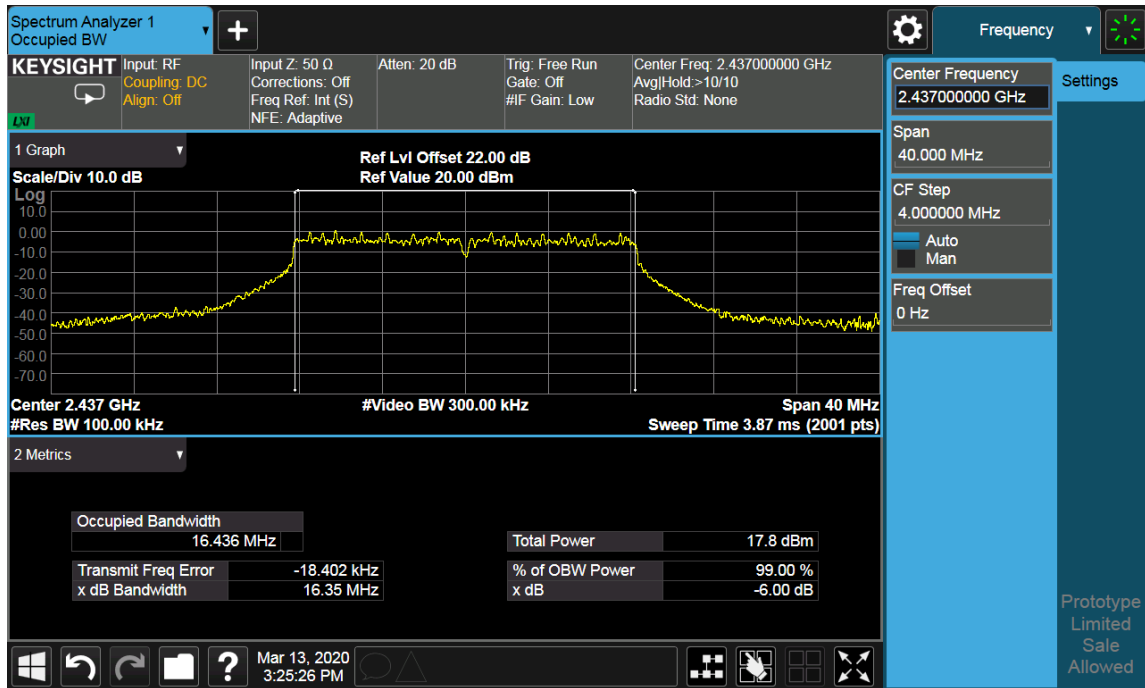 Spectrum Analyzer 1
Occupied BW
Frequency
KEYSIGHT
LXI
Input: RF
Coupling: DC
Align: Off
Input Z: 50 Ω
Corrections: Off
Freq Ref: Int (S)
NFE: Adaptive
Atten: 20 dB
Trig: Free Run
Gate: Off
#IF Gain: Low
Center Freq: 2.437000000 GHz
Avg|Hold:>10/10
Radio Std: None
1 Graph
Scale/Div 10.0 dB
Ref Lvl Offset 22.00 dB
Ref Value 20.00 dBm
Log
10.0
0.00
-10.0
-20.0
-30.0
-40.0
-50.0
-60.0
-70.0
Center 2.437 GHz
#Video BW 300.00 kHz
Span 40 MHz
#Res BW 100.00 kHz
Sweep Time 3.87 ms (2001 pts)
2 Metrics
Occupied Bandwidth
16.436 MHz
Total Power 17.8 dBm
Transmit Freq Error -18.402 kHz
% of OBW Power 99.00 %
x dB Bandwidth 16.35 MHz
x dB -6.00 dB
Mar 13, 2020
3:25:26 PM
Center Frequency
2.437000000 GHz
Span
40.000 MHz
CF Step
4.000000 MHz
Auto
Man
Freq Offset
0 Hz
Settings
Prototype
Limited
Sale
Allowed